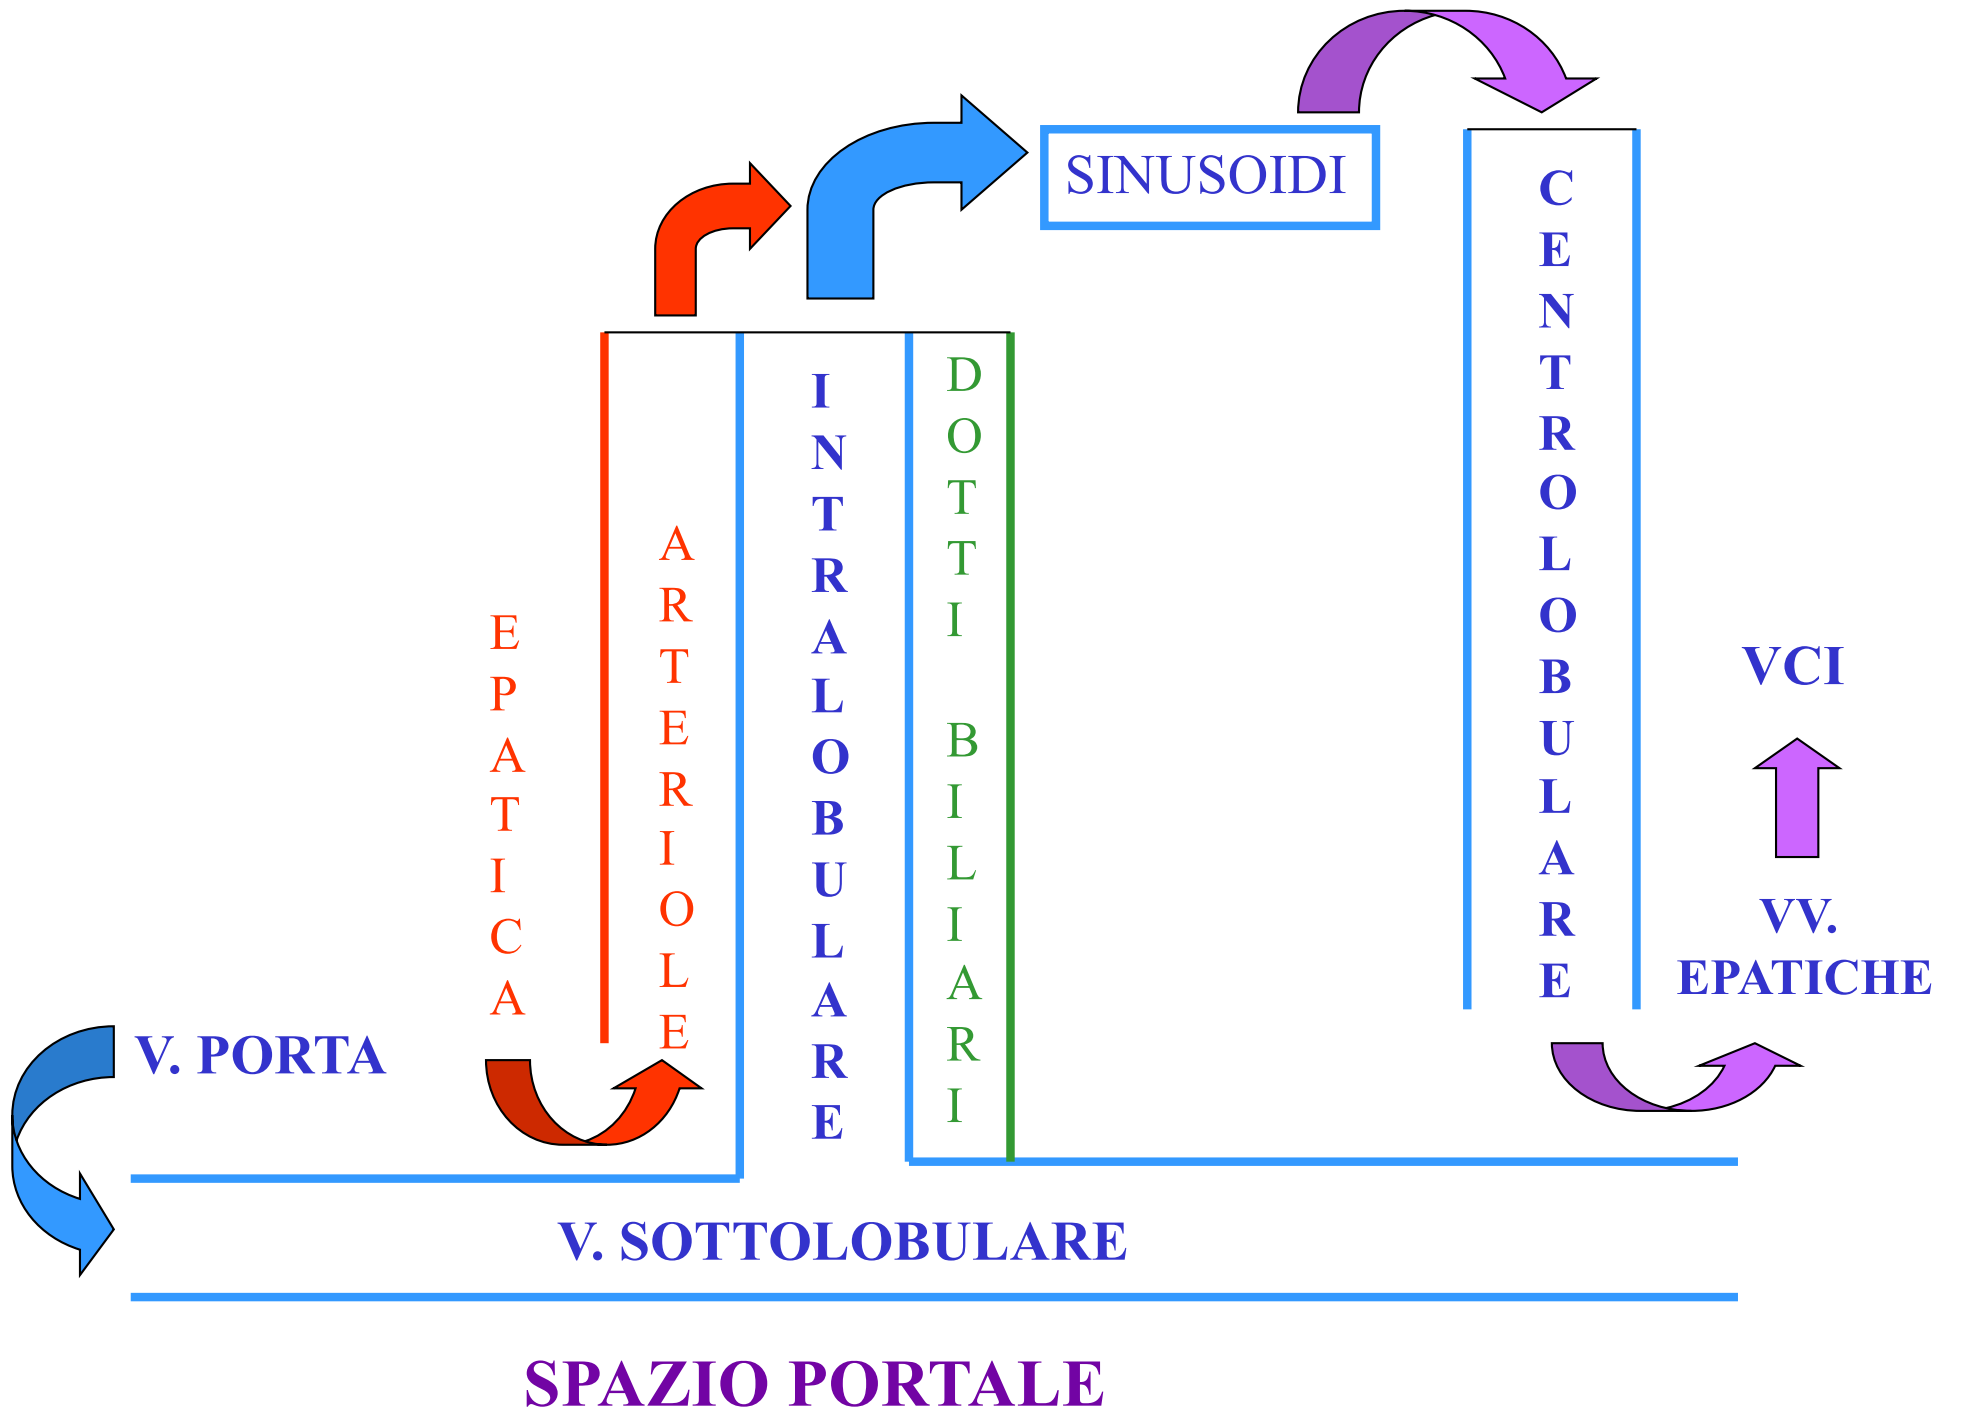 SINUSOIDI
EPATICA
ARTERIOLE
INTRALOBULARE
DOTTI BILIARI
CENTROLOBULARE
VCI
VV.
EPATICHE
V. PORTA
V. SOTTOLOBULARE
SPAZIO PORTALE